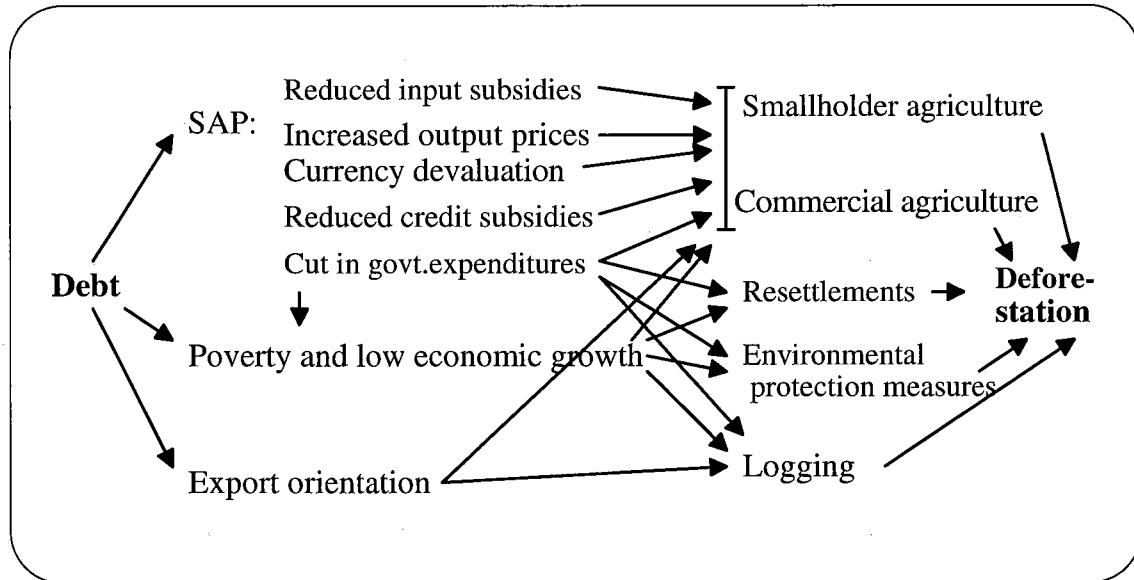 Reduced input subsidies
SAP:
Increased output prices
Currency devaluation
Reduced credit subsidies
Cut in govt.expenditures
Debt
Poverty and low economic growth
Export orientation
Smallholder agriculture
Commercial agriculture
Resettlements
Environmental
protection measures
Logging
Defore-
station